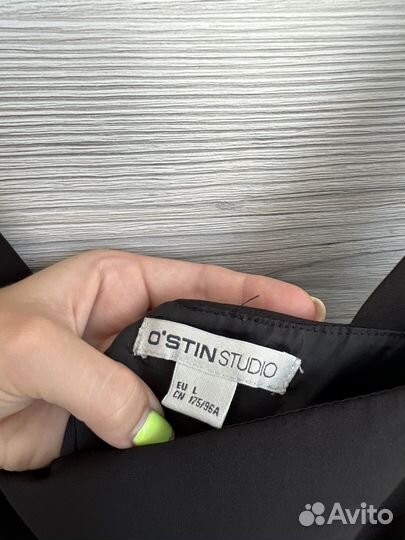 O'STIN STUDIO
EU L
CN 175/96A
Avito